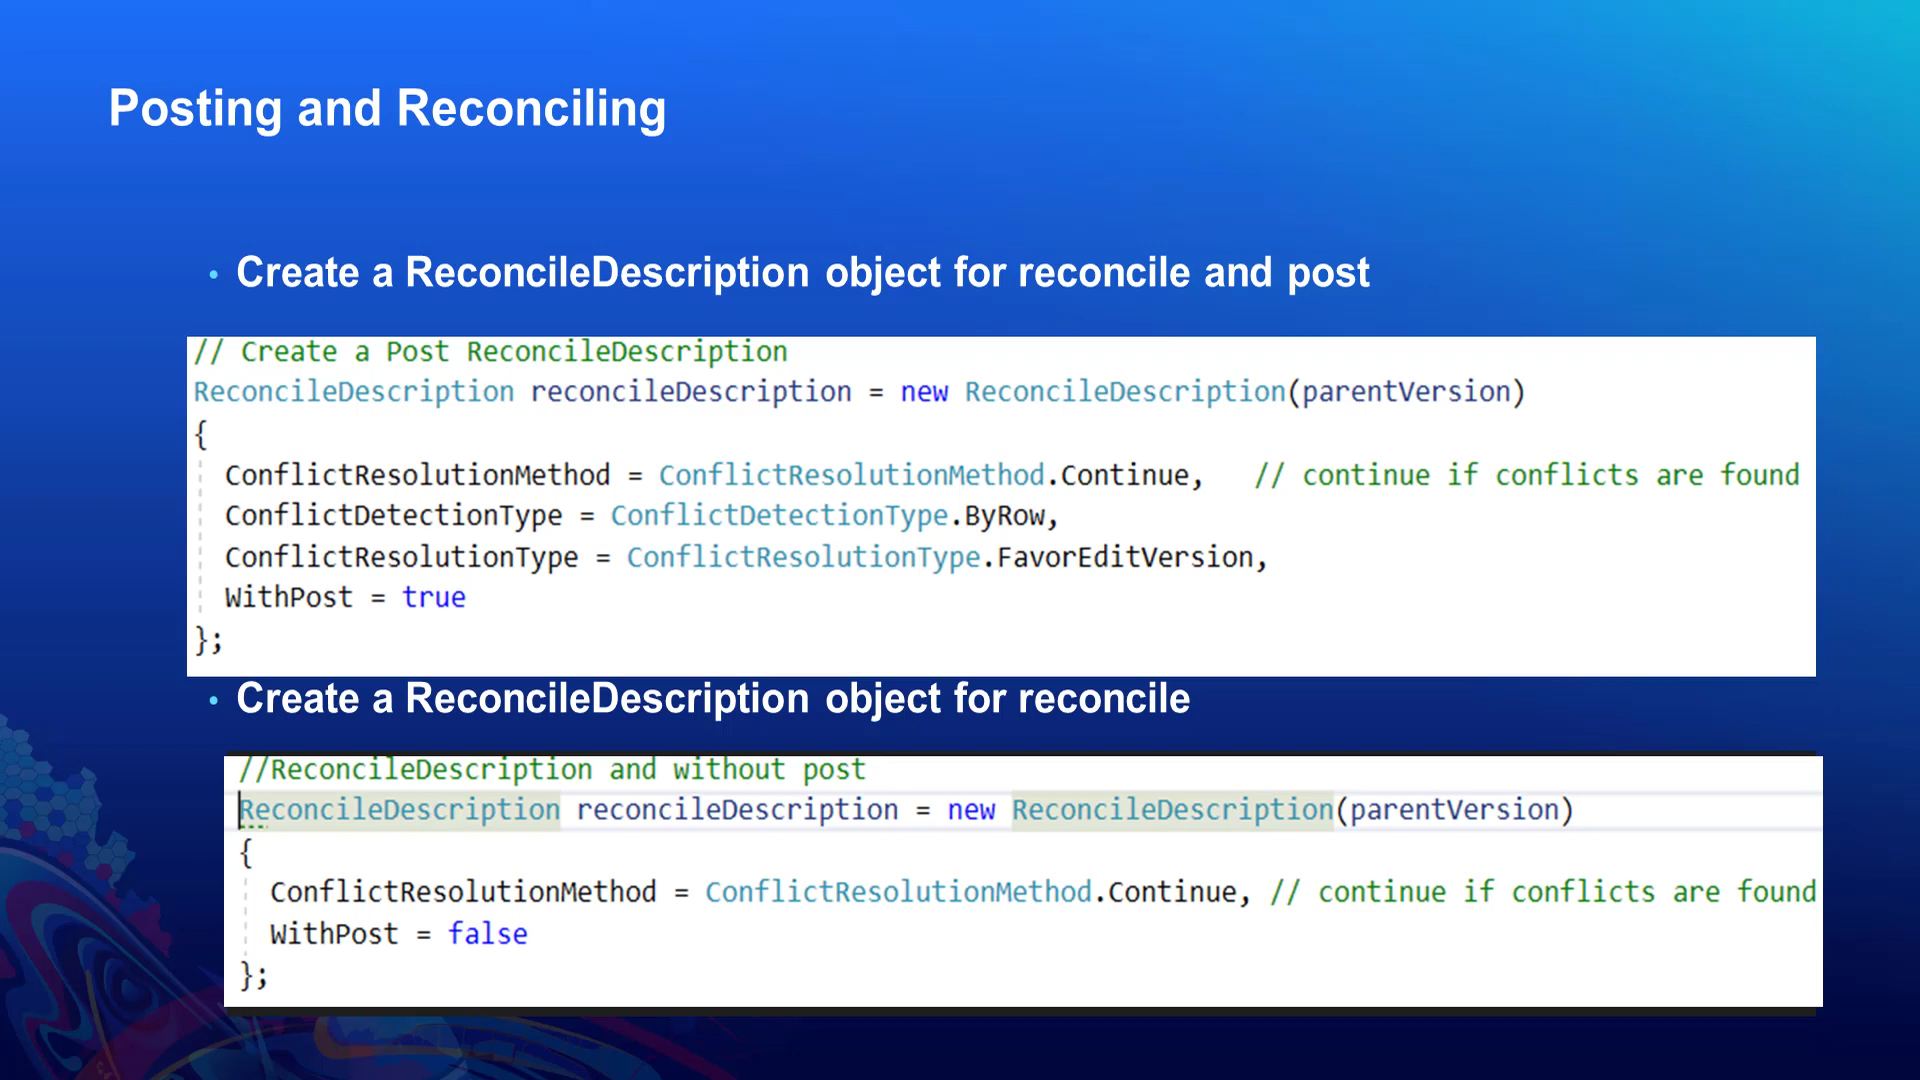 Posting and Reconciling
• Create a ReconcileDescription object for reconcile and post
// Create a Post ReconcileDescription
ReconcileDescription reconcileDescription = new ReconcileDescription(parentVersion)
{
ConflictResolutionMethod = ConflictResolutionMethod.Continue, // continue if conflicts are found
ConflictDetectionType = ConflictDetectionType.ByRow,
ConflictResolutionType = ConflictResolutionType.FavorEditVersion,
WithPost = true
};
• Create a ReconcileDescription object for reconcile
//ReconcileDescription and without post
ReconcileDescription reconcileDescription = new ReconcileDescription(parentVersion)
{
ConflictResolutionMethod = ConflictResolutionMethod.Continue, // continue if conflicts are found
WithPost = false
};